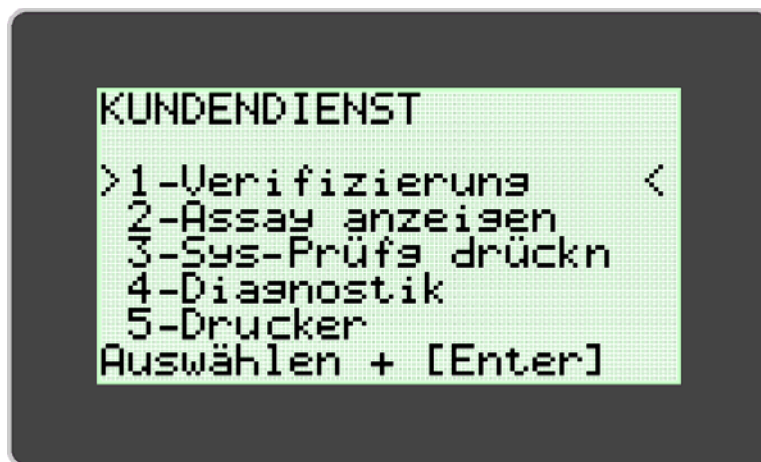 KUNDENDIENST
>1-Verifizierung <
2-Assay anzeigen
3-Sys-Prüfg drückn
4-Diagnostik
5-Drucker
Auswählen + [Enter]